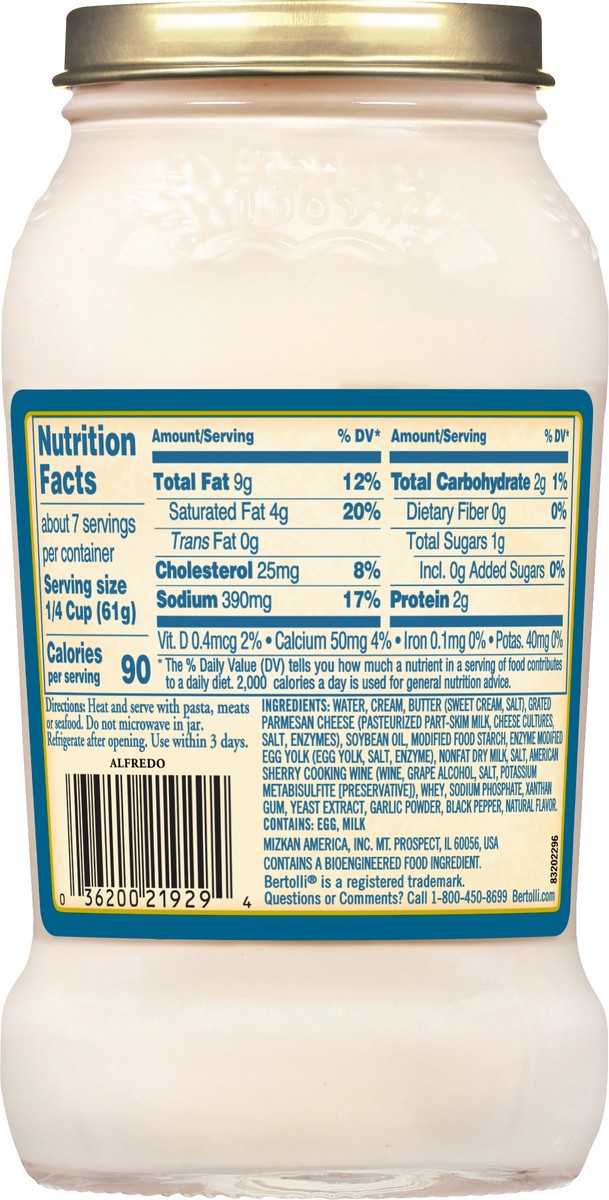 Nutrition
Facts
about 7 servings
per container
Serving size
1/4 Cup (61g)
Calories
per serving 90
Amount/Serving % DV*
Total Fat 9g 12%
Saturated Fat 4g 20%
Trans Fat 0g
Cholesterol 25mg 8%
Sodium 390mg 17%
Amount/Serving % DV*
Total Carbohydrate 2g 1%
Dietary Fiber 0g 0%
Total Sugars 1g
Incl. 0g Added Sugars 0%
Protein 2g
Vit. D 0.4mcg 2% • Calcium 50mg 4% • Iron 0.1mg 0% • Potas. 40mg 0%
* The % Daily Value (DV) tells you how much a nutrient in a serving of food contributes
to a daily diet. 2,000 calories a day is used for general nutrition advice.
Directions: Heat and serve with pasta, meats
or seafood. Do not microwave in jar.
Refrigerate after opening. Use within 3 days.
ALFREDO
0 36200 21929 4
INGREDIENTS: WATER, CREAM, BUTTER (SWEET CREAM, SALT), GRATED
PARMESAN CHEESE (PASTEURIZED PART-SKIM MILK, CHEESE CULTURES,
SALT, ENZYMES), SOYBEAN OIL, MODIFIED FOOD STARCH, ENZYME MODIFIED
EGG YOLK (EGG YOLK, SALT, ENZYME), NONFAT DRY MILK, SALT, AMERICAN
SHERRY COOKING WINE (WINE, GRAPE ALCOHOL, SALT, POTASSIUM
METABISULFITE [PRESERVATIVE]), WHEY, SODIUM PHOSPHATE, XANTHAN
GUM, YEAST EXTRACT, GARLIC POWDER, BLACK PEPPER, NATURAL FLAVOR.
CONTAINS: EGG, MILK
MIZKAN AMERICA, INC. MT. PROSPECT, IL 60056, USA
CONTAINS A BIOENGINEERED FOOD INGREDIENT.
Bertolli® is a registered trademark.
Questions or Comments? Call 1-800-450-8699 Bertolli.com
83202296